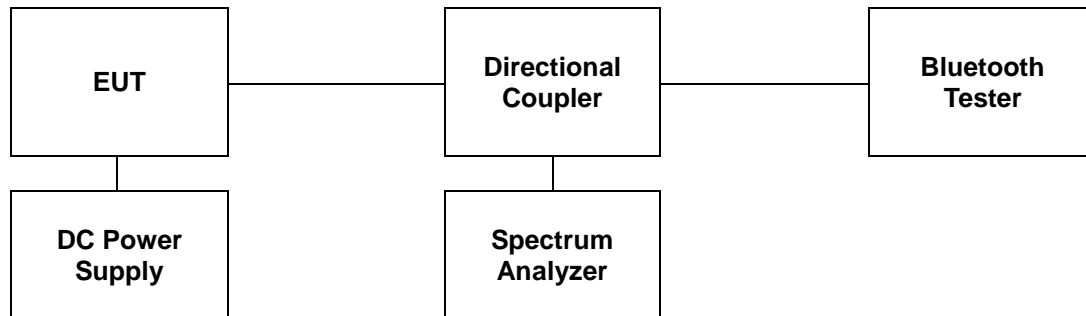 EUT
Directional
Coupler
Bluetooth
Tester
DC Power
Supply
Spectrum
Analyzer